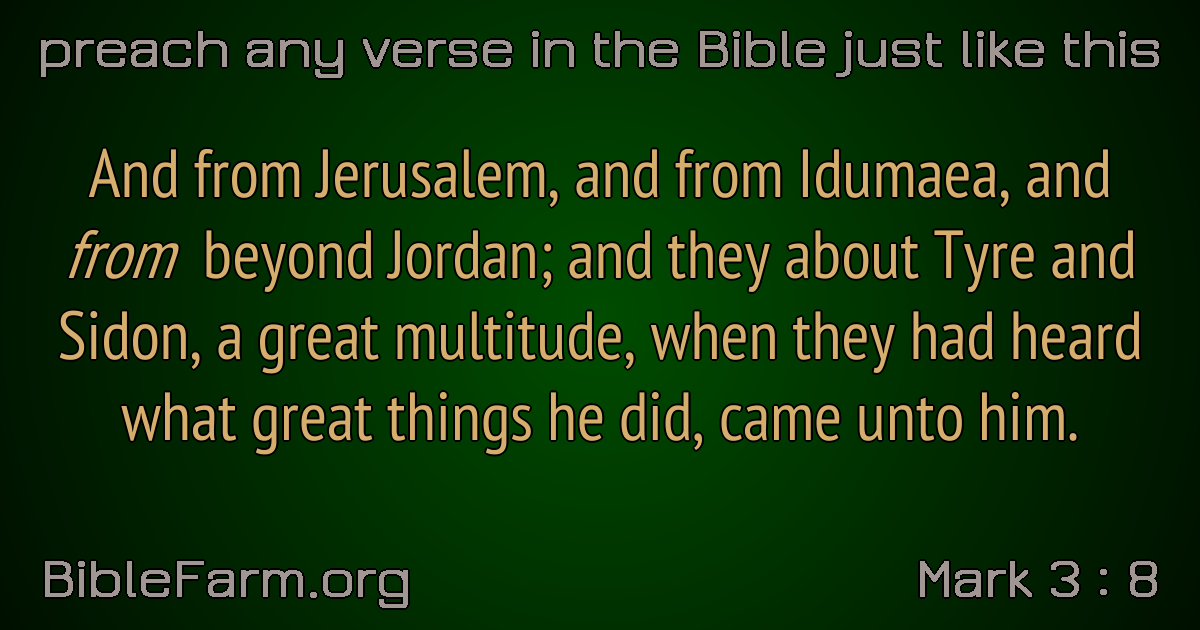 preach any verse in the Bible just like this
And from Jerusalem, and from Idumaea, and
from beyond Jordan; and they about Tyre and
Sidon, a great multitude, when they had heard
what great things he did, came unto him.
BibleFarm.org
Mark 3 : 8